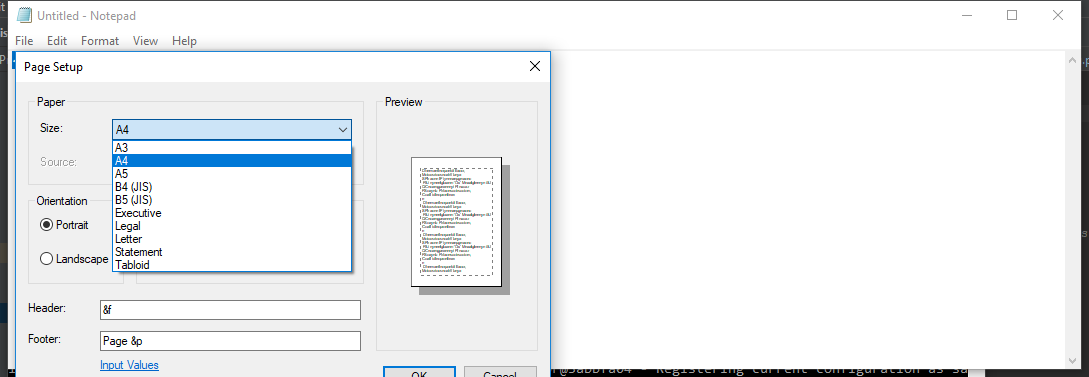 Untitled - Notepad
File Edit Format View Help
Page Setup
Paper
Size: A4
A3
A4
A5
B4 (JIS)
B5 (JIS)
Executive
Legal
Letter
Statement
Tabloid
Source:
Orientation
Portrait
Landscape
Preview
Header: &f
Footer: Page &p
Input Values
OK Cancel
Registering current configuration as sa